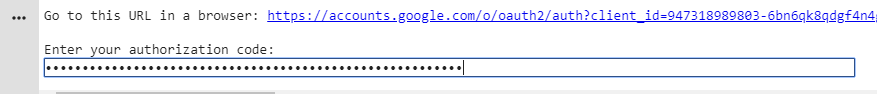 Go to this URL in a browser: https://accounts.google.com/o/oauth2/auth?client_id=947318989803-6bn6qk8qdgf4n4
Enter your authorization code: